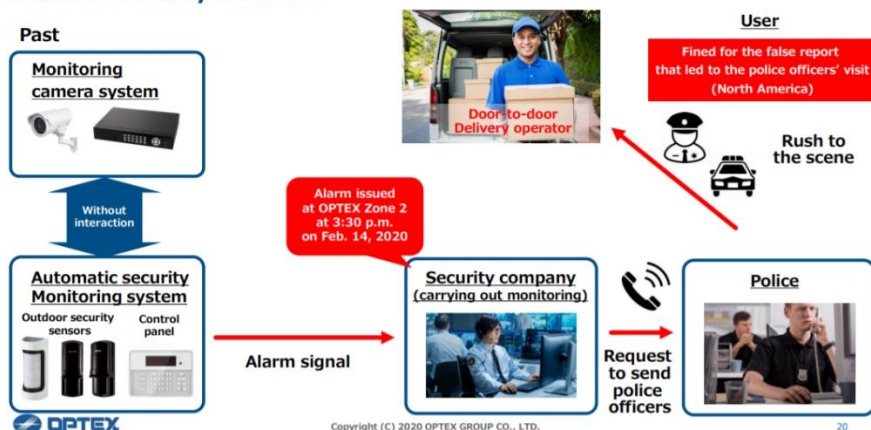 Past
Monitoring
camera system
Without
interaction
Automatic security
Monitoring system
Outdoor security
sensors
Control
panel
Alarm signal
Door-to-door
Delivery operator
Alarm issued
at OPTEX Zone 2
at 3:30 p.m.
on Feb. 14, 2020
Security company
(carrying out monitoring)
Request
to send
police
officers
Police
User
Fined for the false report
that led to the police officers' visit
(North America)
Rush to
the scene
OPTEX
Copyright (C) 2020 OPTEX GROUP CO., LTD.
20